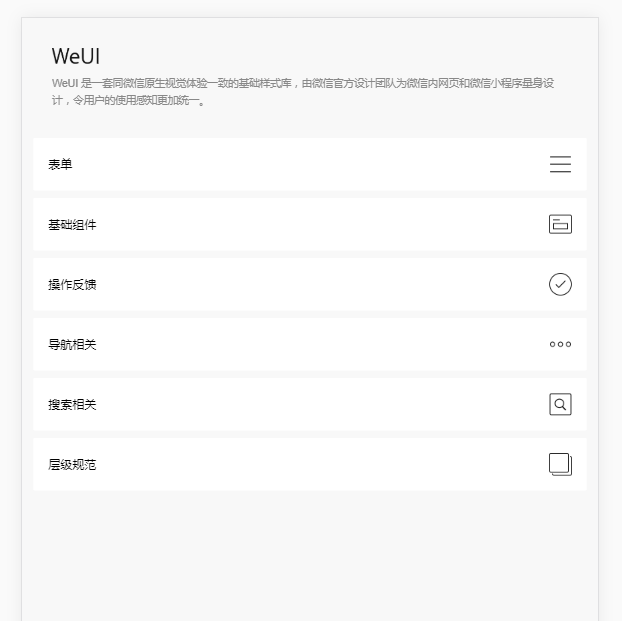 WeUI
WeUI 是一套同微信原生视觉体验一致的基础样式库，由微信官方设计团队为微信内网页和微信小程序量身设
计，令用户的使用感知更加统一。
表单
基础组件
操作反馈
导航相关
搜索相关
层级规范